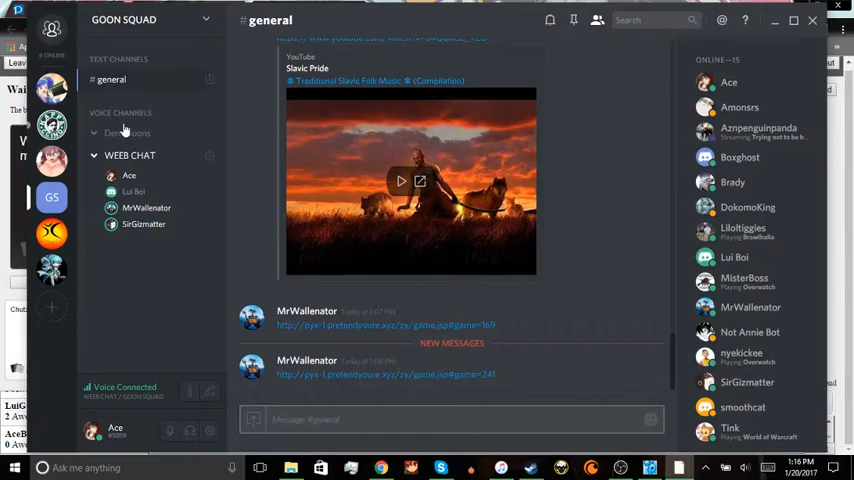 GOON SQUAD
# general
Search
4 ONLINE
TEXT CHANNELS
# general
VOICE CHANNELS
WEEB CHAT
Ace
Lui Boi
MrWallenator
SirGizmatter
GS
YouTube
Slavic Pride
❄ Traditional Slavic Folk Music ❄ (Compilation)
MrWallenator Today at 1:07 PM
http://pyx-1.pretendyoure.xyz/zy/game.jsp#game=169
NEW MESSAGES
MrWallenator Today at 1:08 PM
http://pyx-1.pretendyoure.xyz/zy/game.jsp#game=241
Message #general
ONLINE—15
Ace
Amonsrs
Aznpenguinpanda
Streaming Trying not to be b...
Boxghost
Brady
DokomoKing
Liloltiggies
Playing Brawlhalla
Lui Boi
MisterBoss
Playing Overwatch
MrWallenator
Not Annie Bot
nyekickee
Playing Overwatch
SirGizmatter
smoothcat
Tink
Playing World of Warcraft
Voice Connected
WEEB CHAT / GOON SQUAD
Ace
#5059
Ask me anything
1:16 PM
1/20/2017